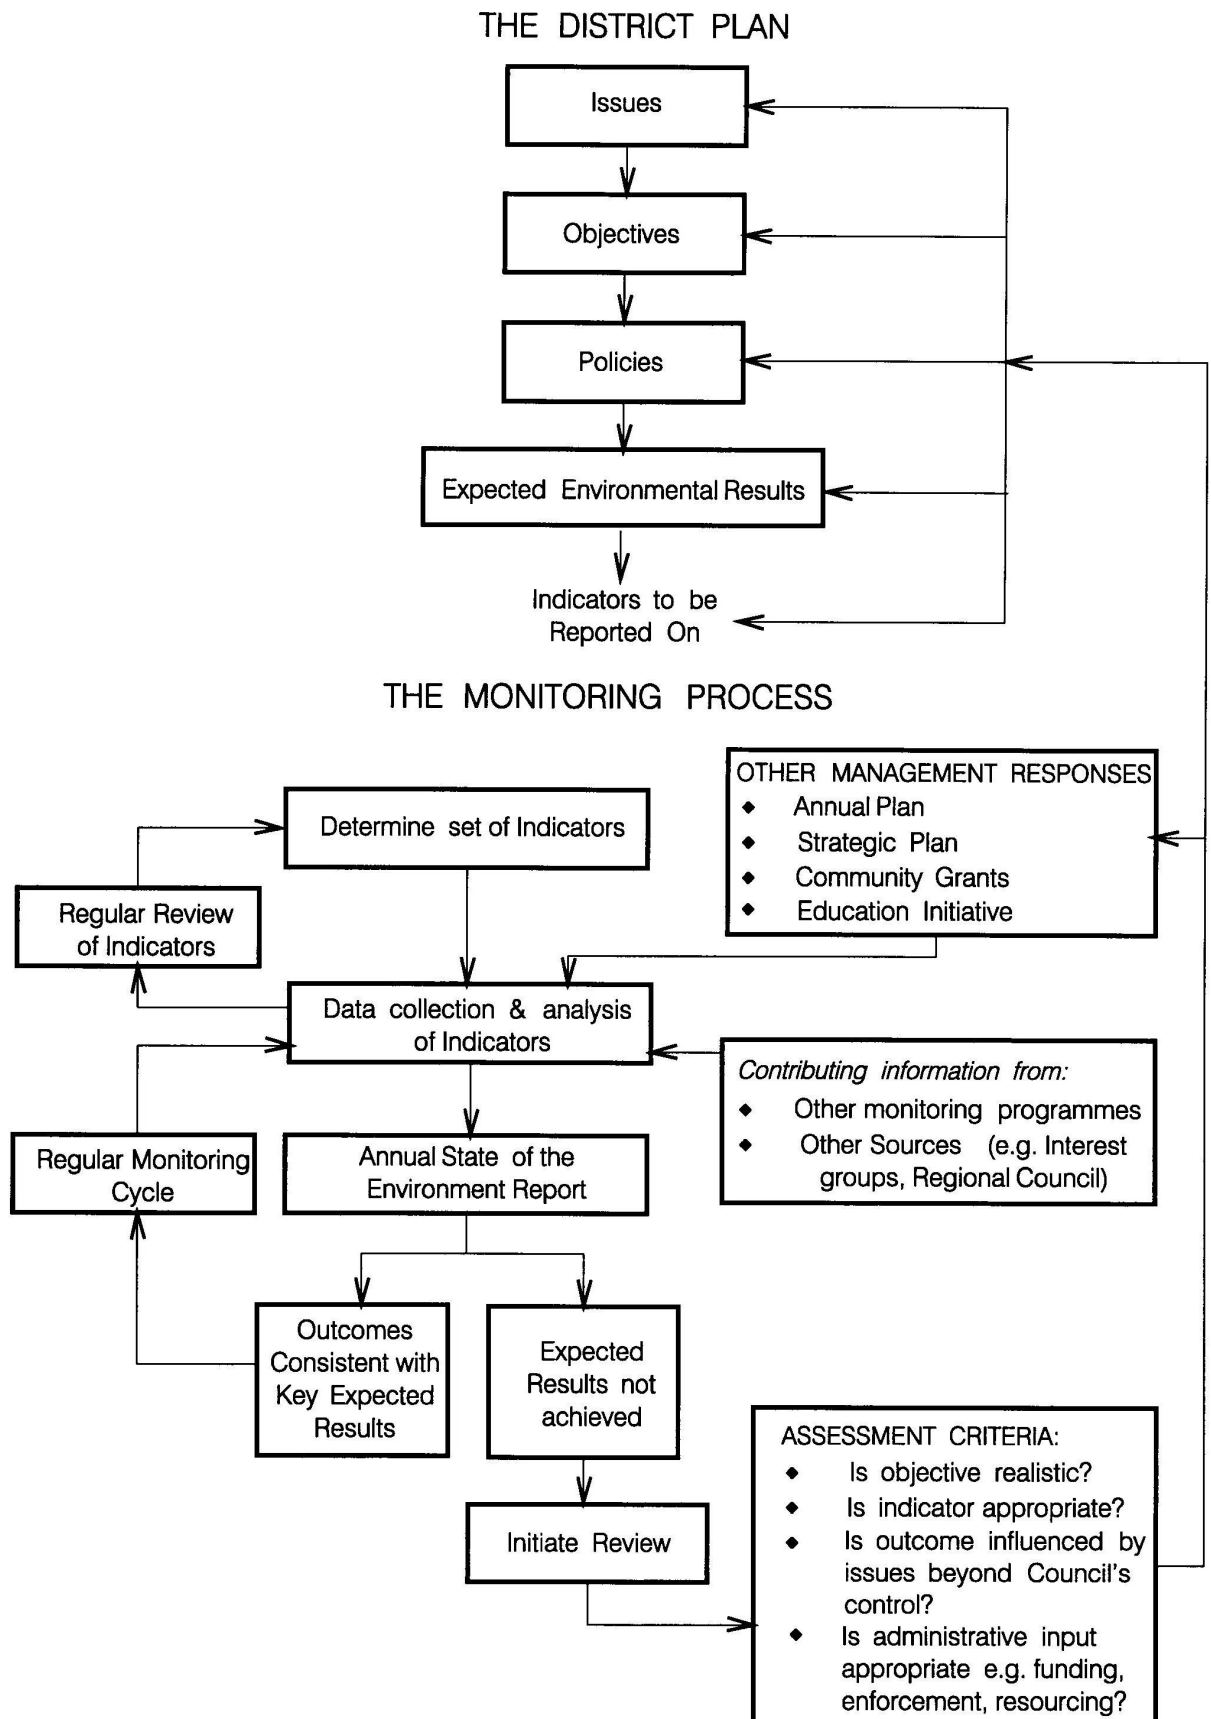 THE DISTRICT PLAN
Issues
Objectives
Policies
Expected Environmental Results
Indicators to be
Reported On
THE MONITORING PROCESS
OTHER MANAGEMENT RESPONSES
◆ Annual Plan
◆ Strategic Plan
◆ Community Grants
◆ Education Initiative
Determine set of Indicators
Regular Review
of Indicators
Data collection & analysis
of Indicators
Contributing information from:
◆ Other monitoring programmes
◆ Other Sources (e.g. Interest
groups, Regional Council)
Regular Monitoring
Cycle
Annual State of the
Environment Report
Outcomes
Consistent with
Key Expected
Results
Expected
Results not
achieved
Initiate Review
ASSESSMENT CRITERIA:
◆ Is objective realistic?
◆ Is indicator appropriate?
◆ Is outcome influenced by
issues beyond Council's
control?
◆ Is administrative input
appropriate e.g. funding,
enforcement, resourcing?